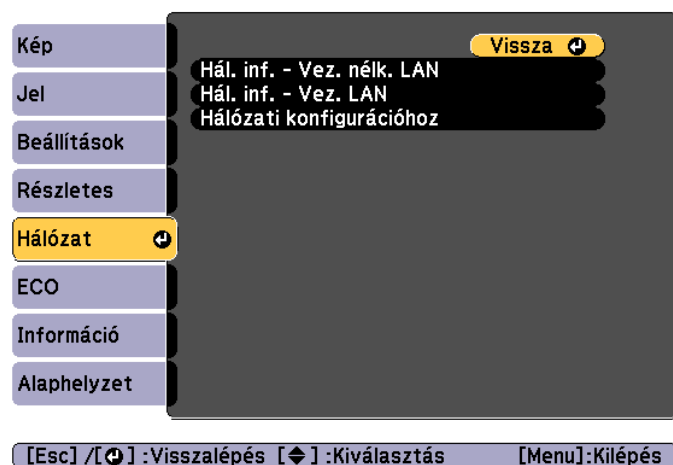 Kép
Jel
Beállítások
Részletes
Hálózat
ECO
Információ
Alaphelyzet
Vissza
Hál. inf. - Vez. nélk. LAN
Hál. inf. - Vez. LAN
Hálózati konfigurációhoz
[Esc] /[⏎] :Visszalépés [◆] :Kiválasztás [Menu]:Kilépés